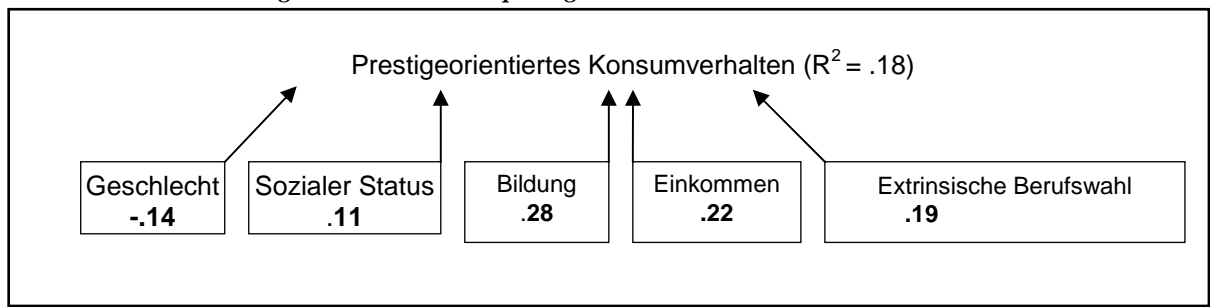 Prestigeorientiertes Konsumverhalten (R² = .18)
Geschlecht
-.14
Sozialer Status
.11
Bildung
.28
Einkommen
.22
Extrinsische Berufswahl
.19